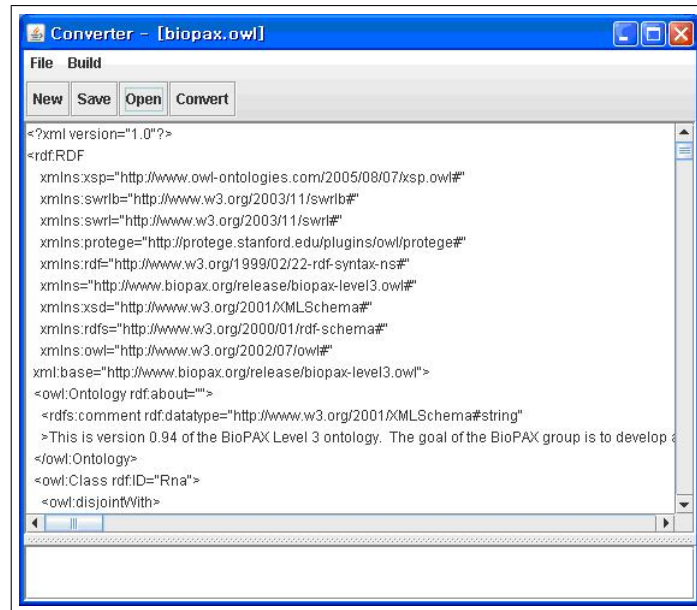 Converter - [biopax.owl]
File Build
New Save Open Convert
<?xml version="1.0"?>
<rdf:RDF
xmlns:xsp="http://www.owl-ontologies.com/2005/08/07/xsp.owl#"
xmlns:swrlb="http://www.w3.org/2003/11/swrlb#"
xmlns:swrl="http://www.w3.org/2003/11/swrl#"
xmlns:protege="http://protege.stanford.edu/plugins/owl/protege#"
xmlns:rdf="http://www.w3.org/1999/02/22-rdf-syntax-ns#"
xmlns="http://www.biopax.org/release/biopax-level3.owl#"
xmlns:xsd="http://www.w3.org/2001/XMLSchema#"
xmlns:rdfs="http://www.w3.org/2000/01/rdf-schema#"
xmlns:owl="http://www.w3.org/2002/07/owl#"
xml:base="http://www.biopax.org/release/biopax-level3.owl">
<owl:Ontology rdf:about="">
<rdfs:comment rdf:datatype="http://www.w3.org/2001/XMLSchema#string"
>This is version 0.94 of the BioPAX Level 3 ontology.  The goal of the BioPAX group is to develop a
</owl:Ontology>
<owl:Class rdf:ID="Rna">
<owl:disjointWith>